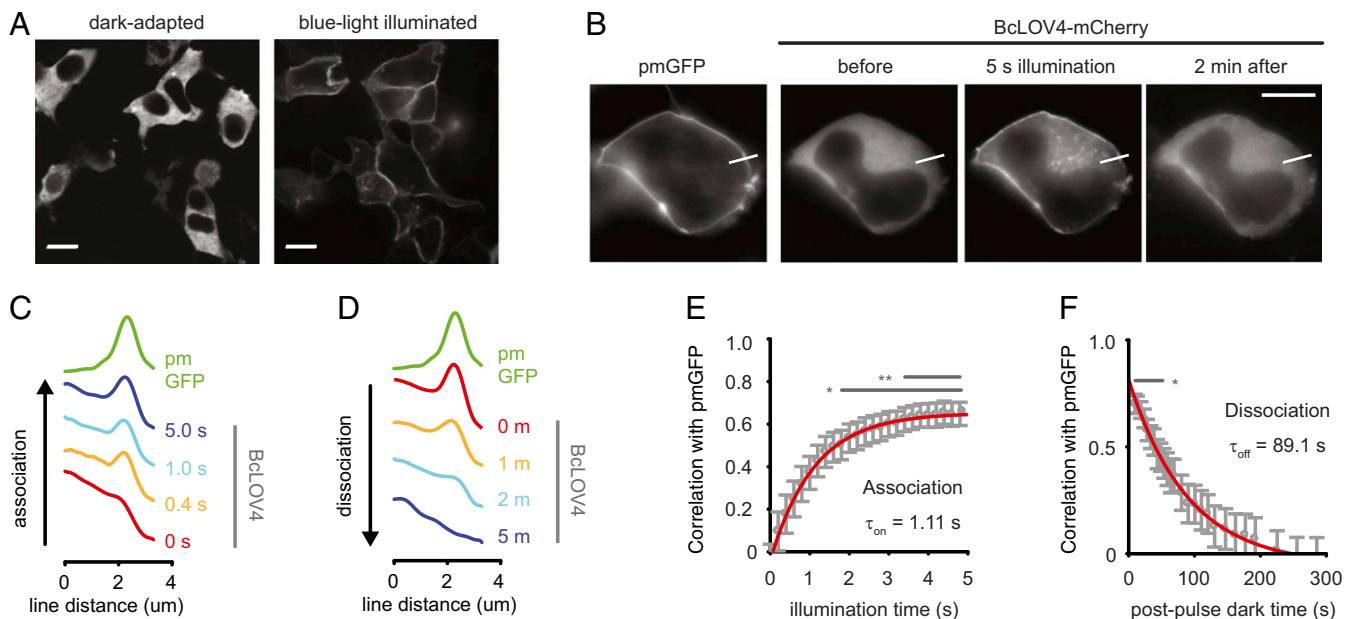 A
dark-adapted
blue-light illuminated
B
BcLOV4-mCherry
pmGFP
before
5 s illumination
2 min after
C
association
pm
GFP
5.0 s
1.0 s
0.4 s
0 s
BcLOV4
0
2
4
line distance (um)
D
dissociation
pm
GFP
0 m
1 m
2 m
5 m
BcLOV4
0
2
4
line distance (um)
E
Correlation with pmGFP
1.0
0.8
0.6
0.4
0.2
0
*
**
Association
τon = 1.11 s
0
1
2
3
4
5
illumination time (s)
F
Correlation with pmGFP
1.0
0.5
0
*
Dissociation
τoff = 89.1 s
0
100
200
300
post-pulse dark time (s)